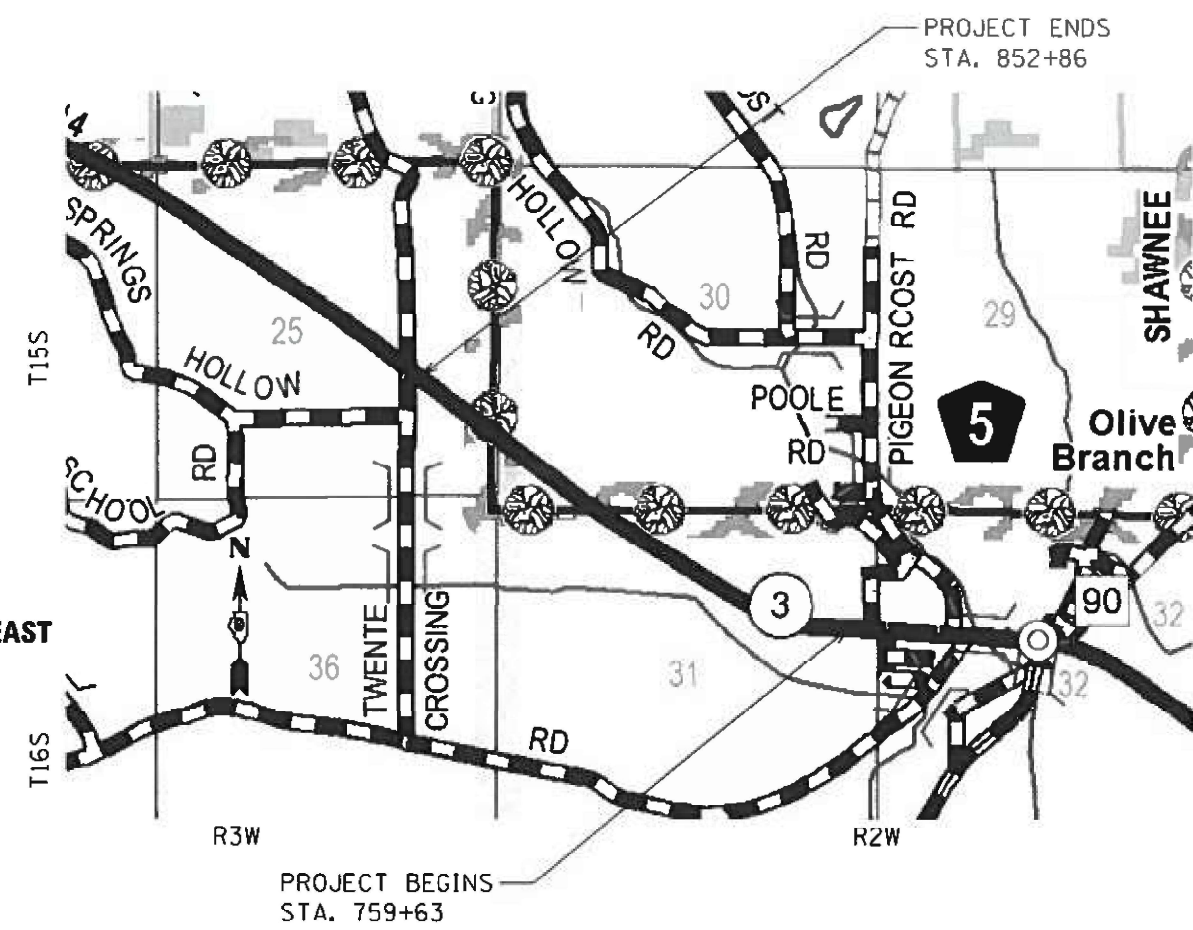 PROJECT ENDS
STA. 852+86
4
SPRINGS
HOLLOW
RD
PIGEON RCOST RD
SHAWNEE
30
29
25
T15S
HOLLOW
RD
RD
POOLE
RD
5
Olive
Branch
SCHOOL
N
3
90
32
EAST
TWENTE
CROSSING
36
31
32
RD
T16S
R3W
R2W
PROJECT BEGINS
STA. 759+63